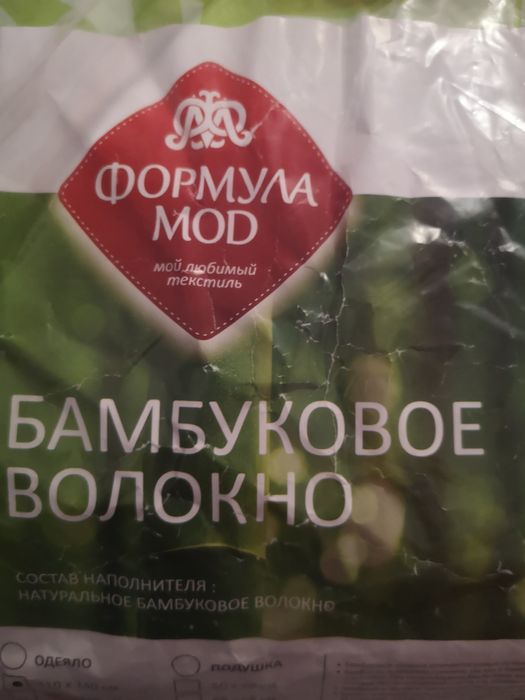 ФОРМУЛА
MOD
мой любимый
текстиль
БАМБУКОВОЕ
ВОЛОКНО
СОСТАВ НАПОЛНИТЕЛЯ :
НАТУРАЛЬНОЕ БАМБУКОВОЕ ВОЛОКНО
ОДЕЯЛО
ПОДУШКА